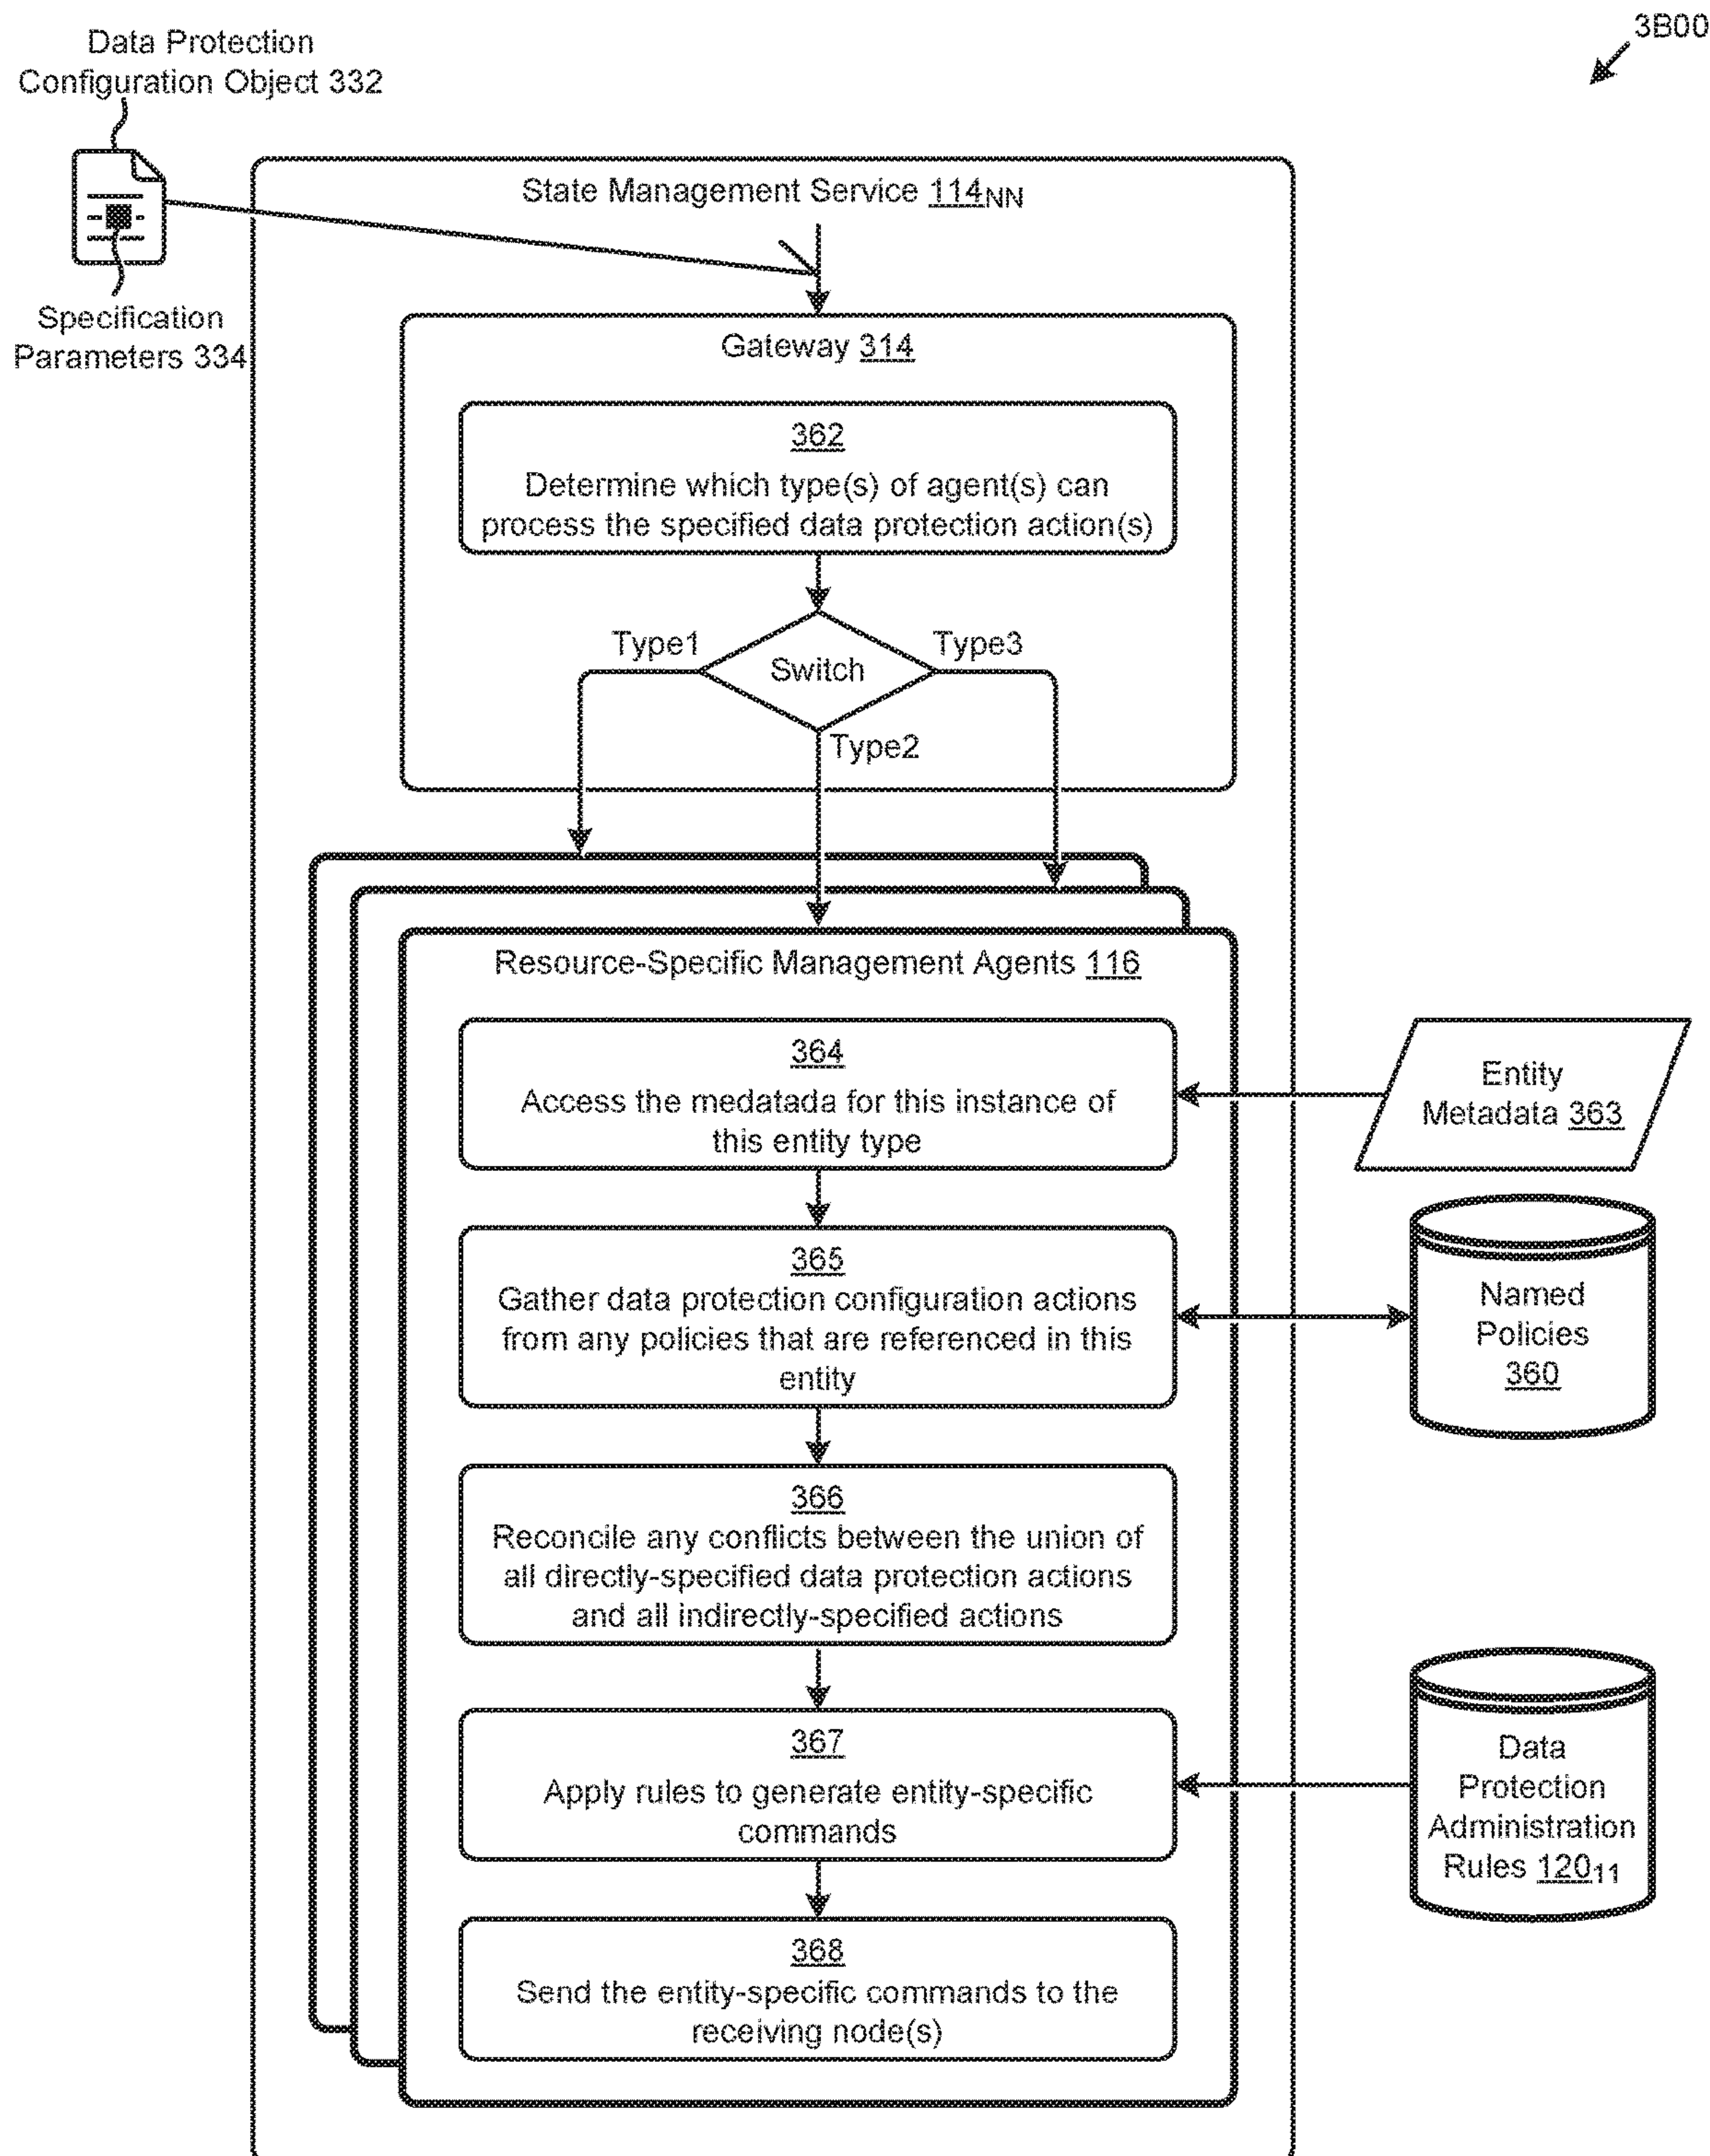 3B00
Data Protection
Configuration Object 332
Specification
Parameters 334
State Management Service 114NN
Gateway 314
362
Determine which type(s) of agent(s) can
process the specified data protection action(s)
Type1
Switch
Type3
Type2
Resource-Specific Management Agents 116
364
Access the medatada for this instance of
this entity type
Entity
Metadata 363
365
Gather data protection configuration actions
from any policies that are referenced in this
entity
Named
Policies
360
366
Reconcile any conflicts between the union of
all directly-specified data protection actions
and all indirectly-specified actions
367
Apply rules to generate entity-specific
commands
Data
Protection
Administration
Rules 12011
368
Send the entity-specific commands to the
receiving node(s)